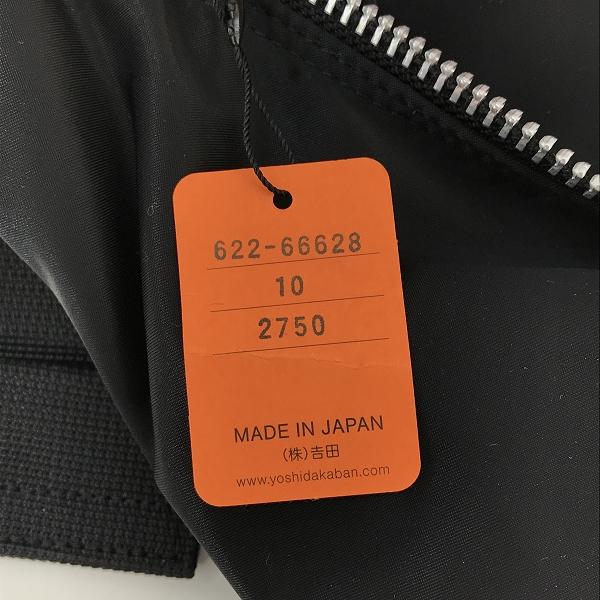 622-66628
10
2750
MADE IN JAPAN
(株)吉田
www.yoshidakaban.com